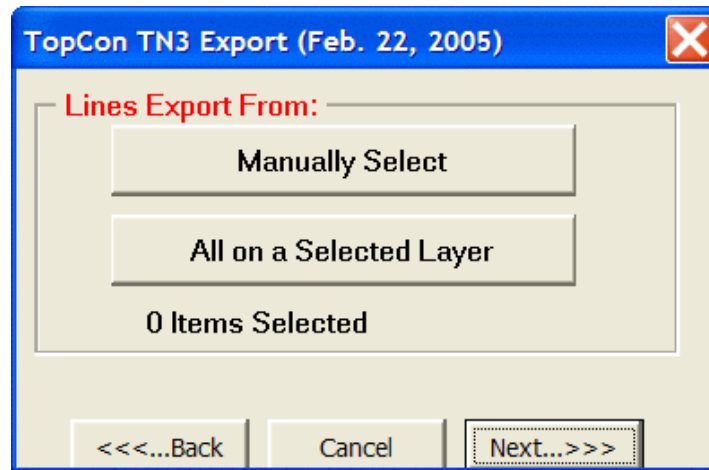 TopCon TN3 Export (Feb. 22, 2005)
Lines Export From:
Manually Select
All on a Selected Layer
0 Items Selected
<<<...Back
Cancel
Next...>>>